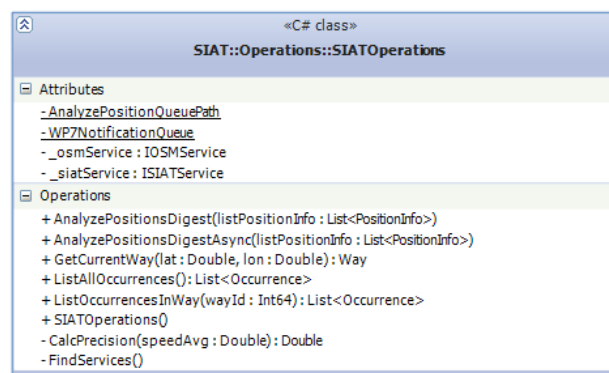 «C# class»
SIAT::Operations::SIATOperations
Attributes
- AnalyzePositionQueuePath
- WP7NotificationQueue
- _osmService : IOSMService
- _siatService : ISIATService
Operations
+ AnalyzePositionsDigest(listPositionInfo : List<PositionInfo>)
+ AnalyzePositionsDigestAsync(listPositionInfo : List<PositionInfo>)
+ GetCurrentWay(lat : Double, lon : Double) : Way
+ ListAllOccurrences() : List<Occurrence>
+ ListOccurrencesInWay(wayId : Int64) : List<Occurrence>
+ SIATOperations()
- CalcPrecision(speedAvg : Double) : Double
- FindServices()